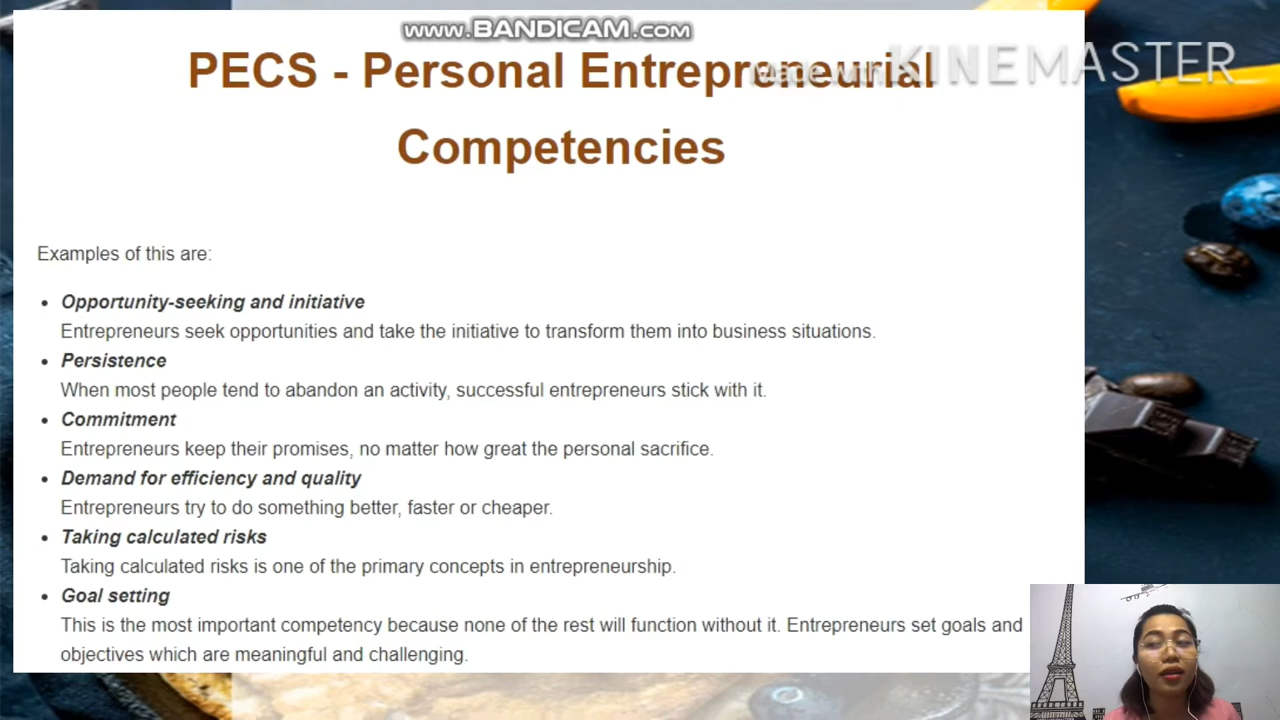 www.BANDICAM.com
Made with KINEMASTER
PECS - Personal Entrepreneurial
Competencies
Examples of this are:
Opportunity-seeking and initiative
Entrepreneurs seek opportunities and take the initiative to transform them into business situations.
Persistence
When most people tend to abandon an activity, successful entrepreneurs stick with it.
Commitment
Entrepreneurs keep their promises, no matter how great the personal sacrifice.
Demand for efficiency and quality
Entrepreneurs try to do something better, faster or cheaper.
Taking calculated risks
Taking calculated risks is one of the primary concepts in entrepreneurship.
Goal setting
This is the most important competency because none of the rest will function without it. Entrepreneurs set goals and
objectives which are meaningful and challenging.